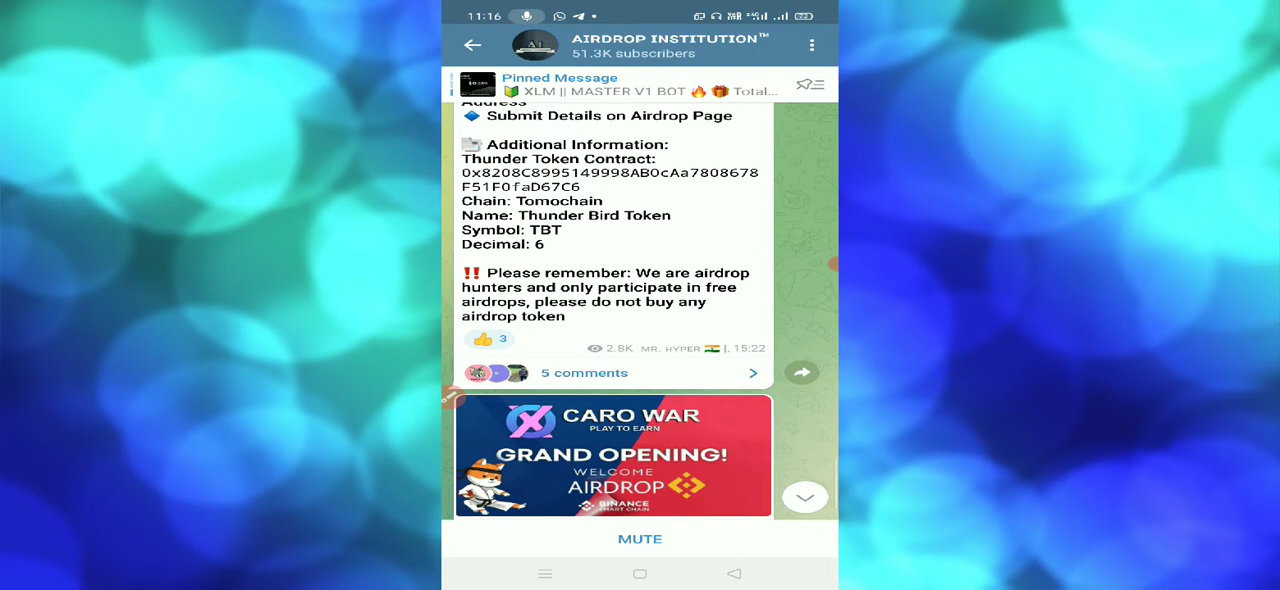 11:16
AIRDROP INSTITUTION™
51.3K subscribers
Pinned Message
XLM || MASTER V1 BOT 🔥 🎁 Total...
Address
🔹 Submit Details on Airdrop Page
Additional Information:
Thunder Token Contract:
0x8208C8995149998AB0cAa7808678
F51F0faD67C6
Chain: Tomochain
Name: Thunder Bird Token
Symbol: TBT
Decimal: 6
‼️ Please remember: We are airdrop
hunters and only participate in free
airdrops, please do not buy any
airdrop token
👍 3
2.8K MR. HYPER 🇮🇳 |, 15:22
5 comments
CARO WAR
PLAY TO EARN
GRAND OPENING!
WELCOME
AIRDROP
BINANCE
SMART CHAIN
MUTE